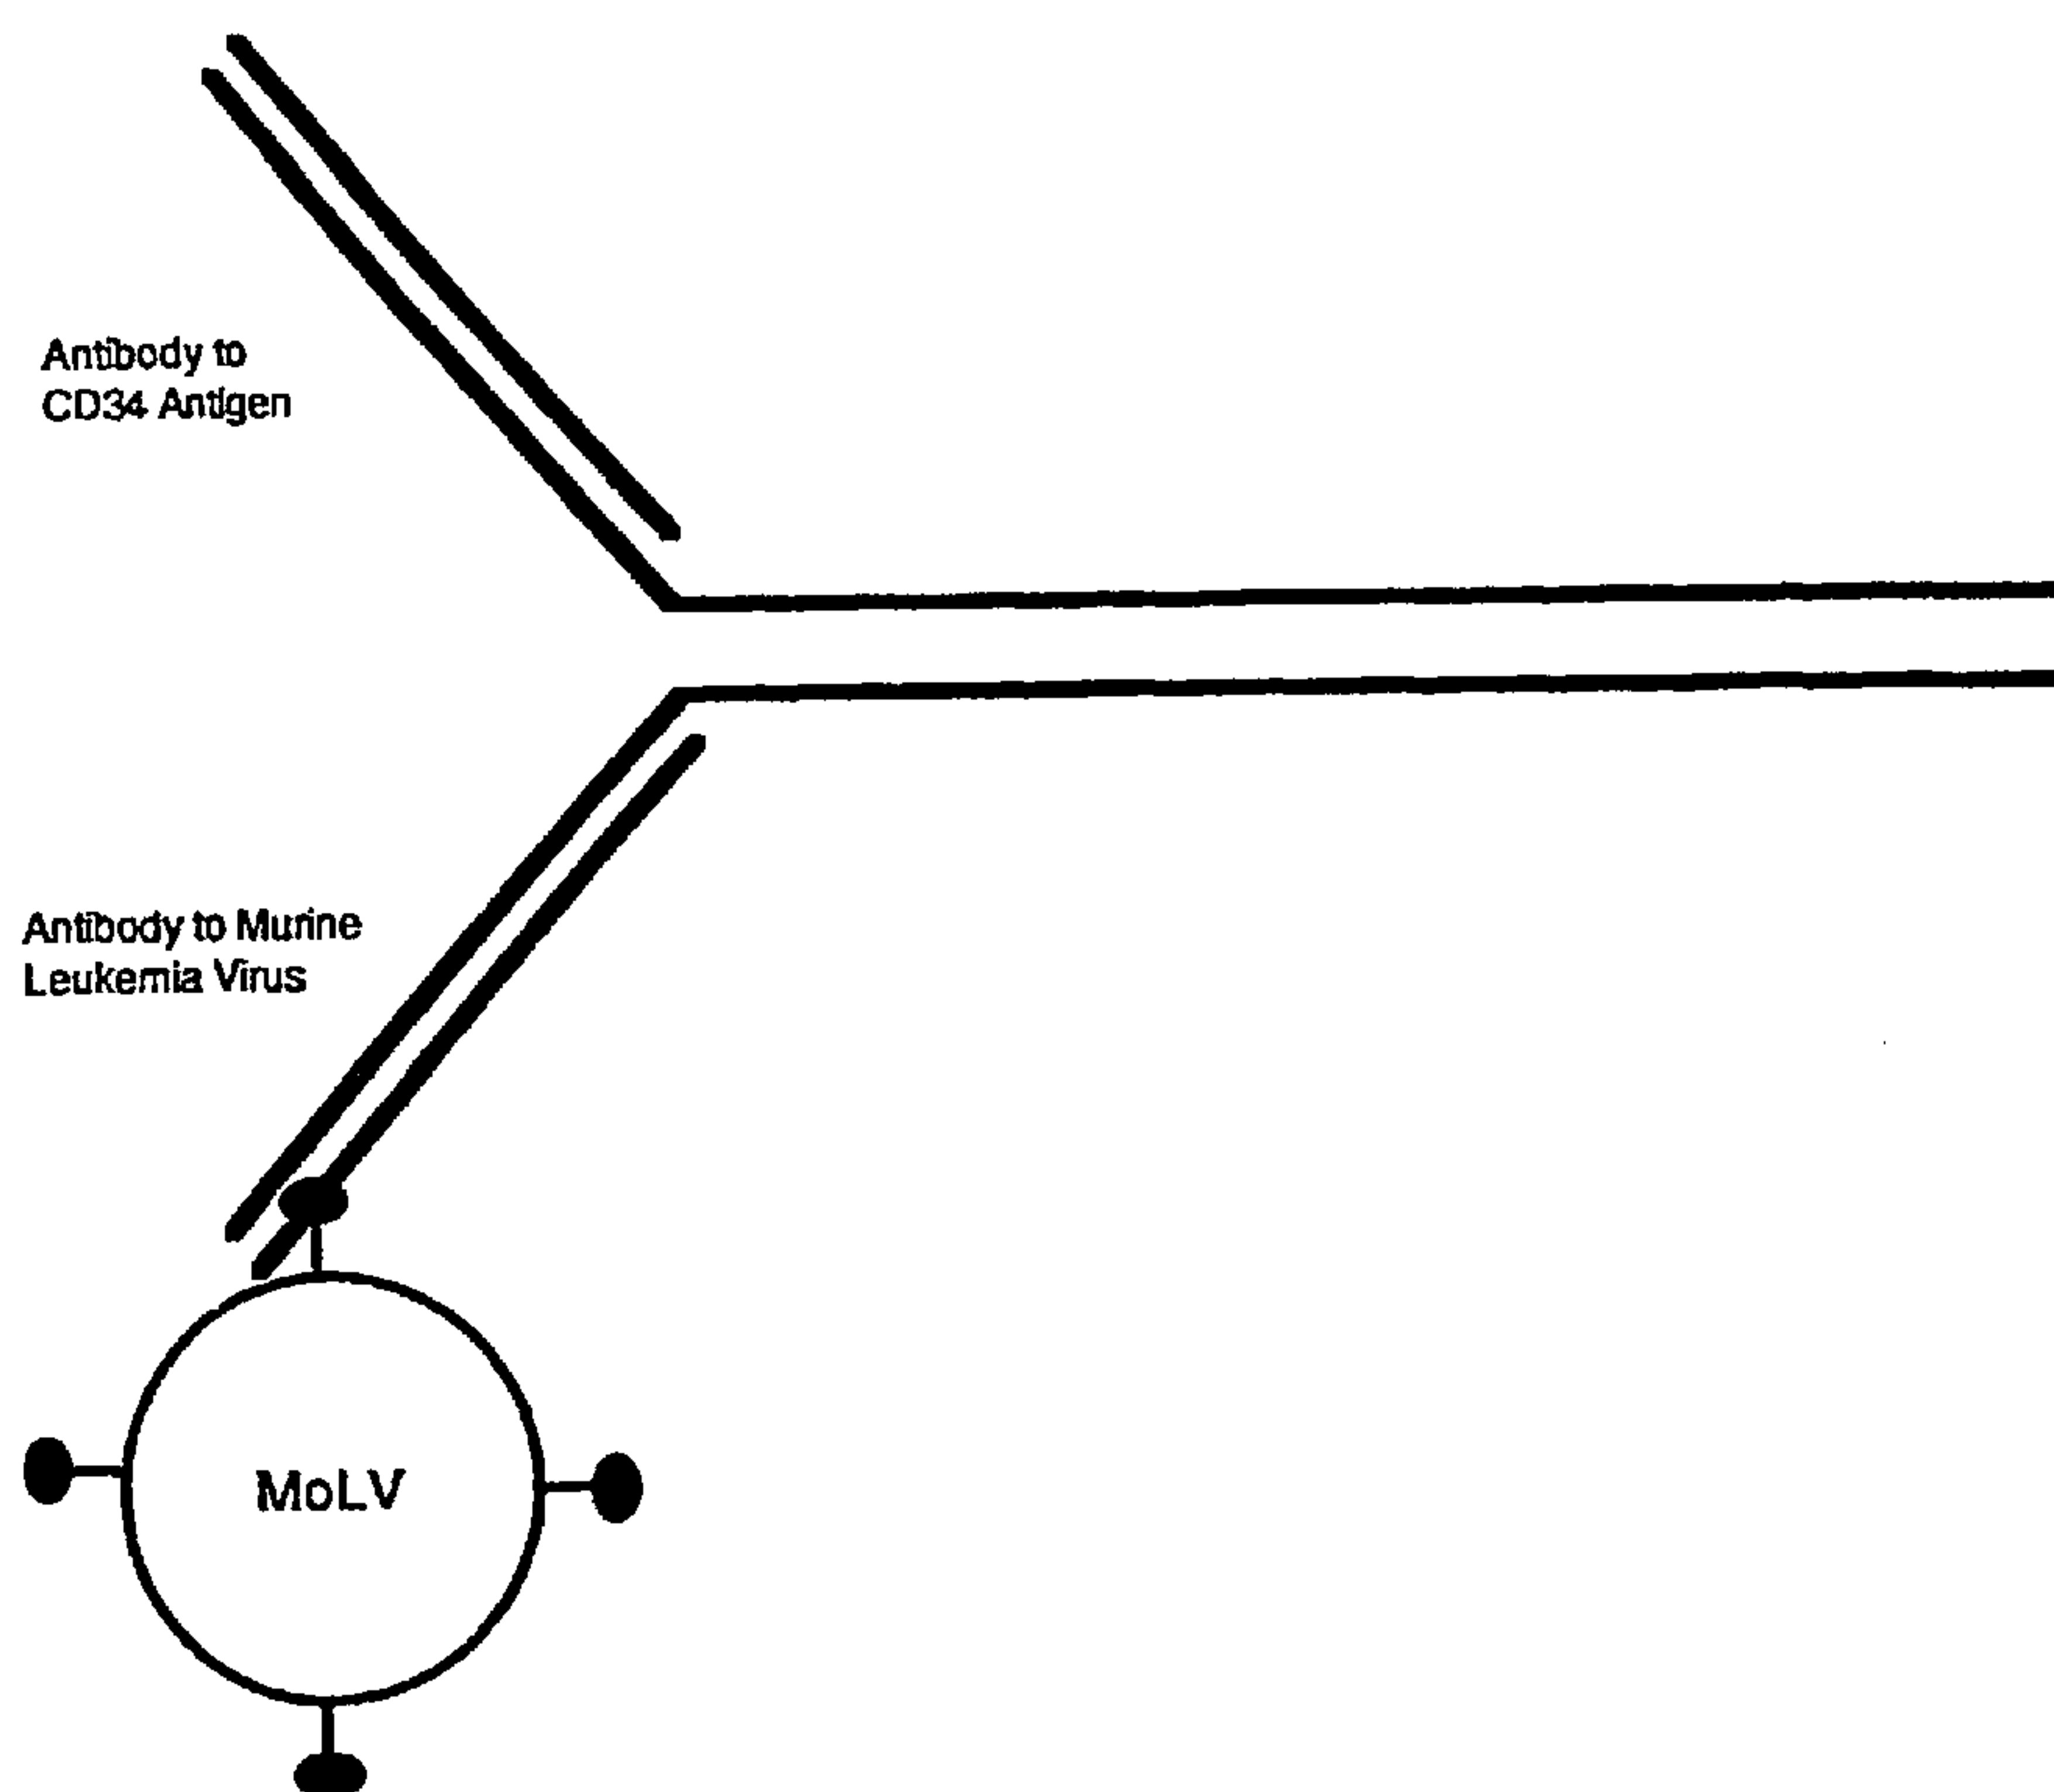 Antibody to
CD34 Antigen
Antibody to Murine
Leukemia Virus
MoLV